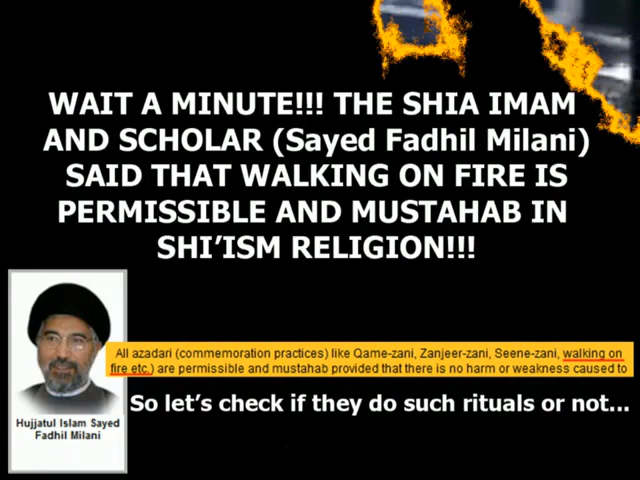 WAIT A MINUTE!!! THE SHIA IMAM
AND SCHOLAR (Sayed Fadhil Milani)
SAID THAT WALKING ON FIRE IS
PERMISSIBLE AND MUSTAHAB IN
SHI'ISM RELIGION!!!
All azadari (commemoration practices) like Qame-zani, Zanjeer-zani, Seene-zani, walking on
fire etc.) are permissible and mustahab provided that there is no harm or weakness caused to
So let's check if they do such rituals or not...
Hujjatul Islam Sayed
Fadhil Milani